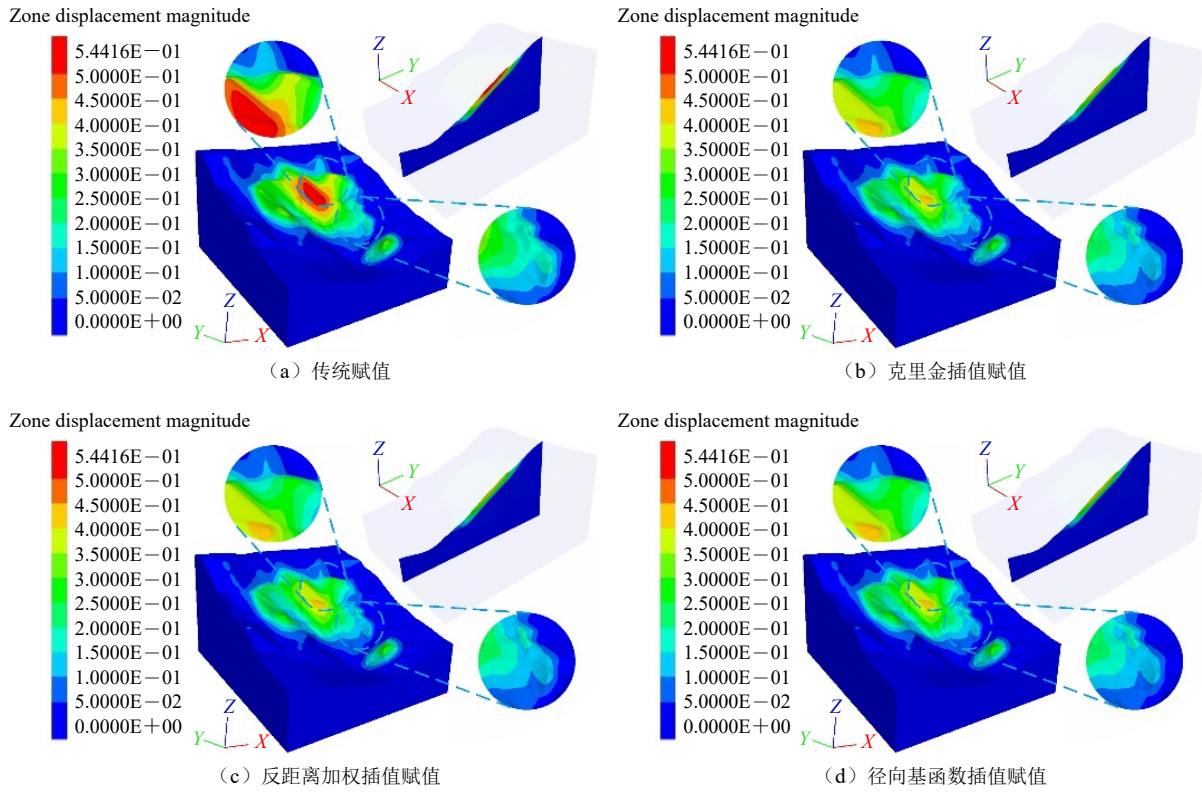 Zone displacement magnitude
5.4416E－01
5.0000E－01
4.5000E－01
4.0000E－01
3.5000E－01
3.0000E－01
2.5000E－01
2.0000E－01
1.5000E－01
1.0000E－01
5.0000E－02
0.0000E＋00
Z
Y
X
Z
Y
X
（a）传统赋值
Zone displacement magnitude
5.4416E－01
5.0000E－01
4.5000E－01
4.0000E－01
3.5000E－01
3.0000E－01
2.5000E－01
2.0000E－01
1.5000E－01
1.0000E－01
5.0000E－02
0.0000E＋00
Z
Y
X
Z
Y
X
（b）克里金插值赋值
Zone displacement magnitude
5.4416E－01
5.0000E－01
4.5000E－01
4.0000E－01
3.5000E－01
3.0000E－01
2.5000E－01
2.0000E－01
1.5000E－01
1.0000E－01
5.0000E－02
0.0000E＋00
Z
Y
X
Z
Y
X
（c）反距离加权插值赋值
Zone displacement magnitude
5.4416E－01
5.0000E－01
4.5000E－01
4.0000E－01
3.5000E－01
3.0000E－01
2.5000E－01
2.0000E－01
1.5000E－01
1.0000E－01
5.0000E－02
0.0000E＋00
Z
Y
X
Z
Y
X
（d）径向基函数插值赋值